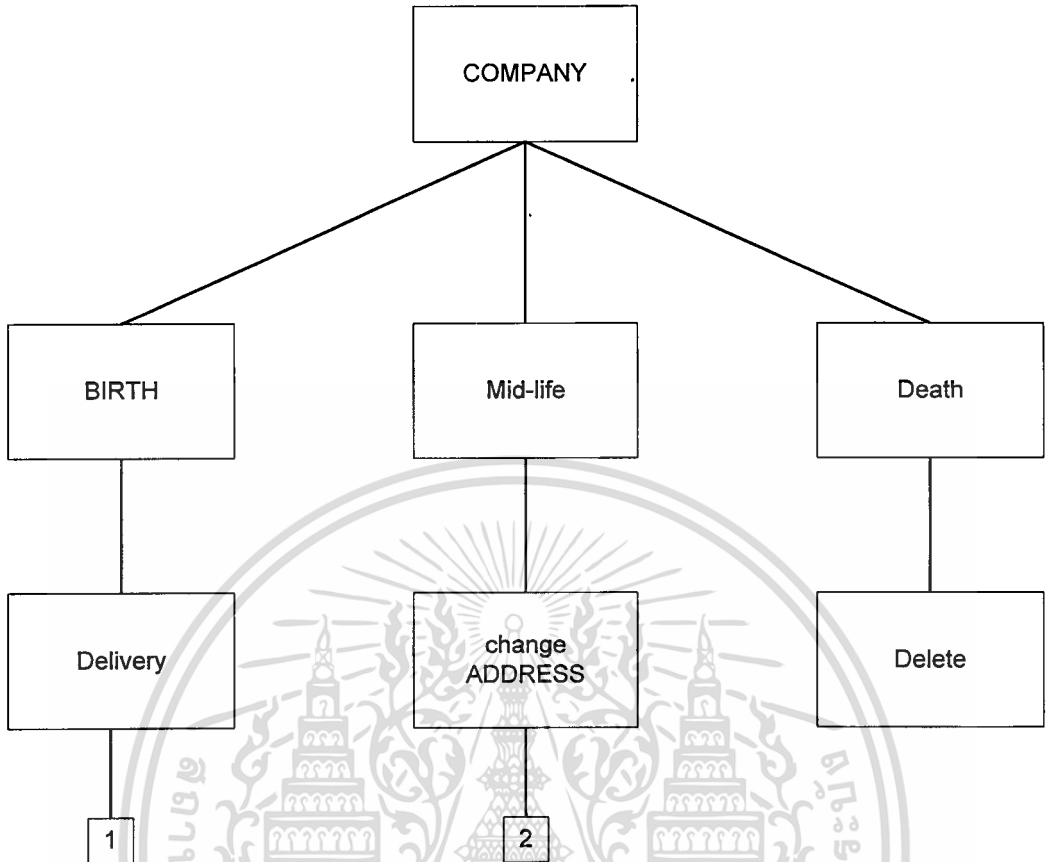 COMPANY
BIRTH
Mid-life
Death
Delivery
change
ADDRESS
Delete
1
2